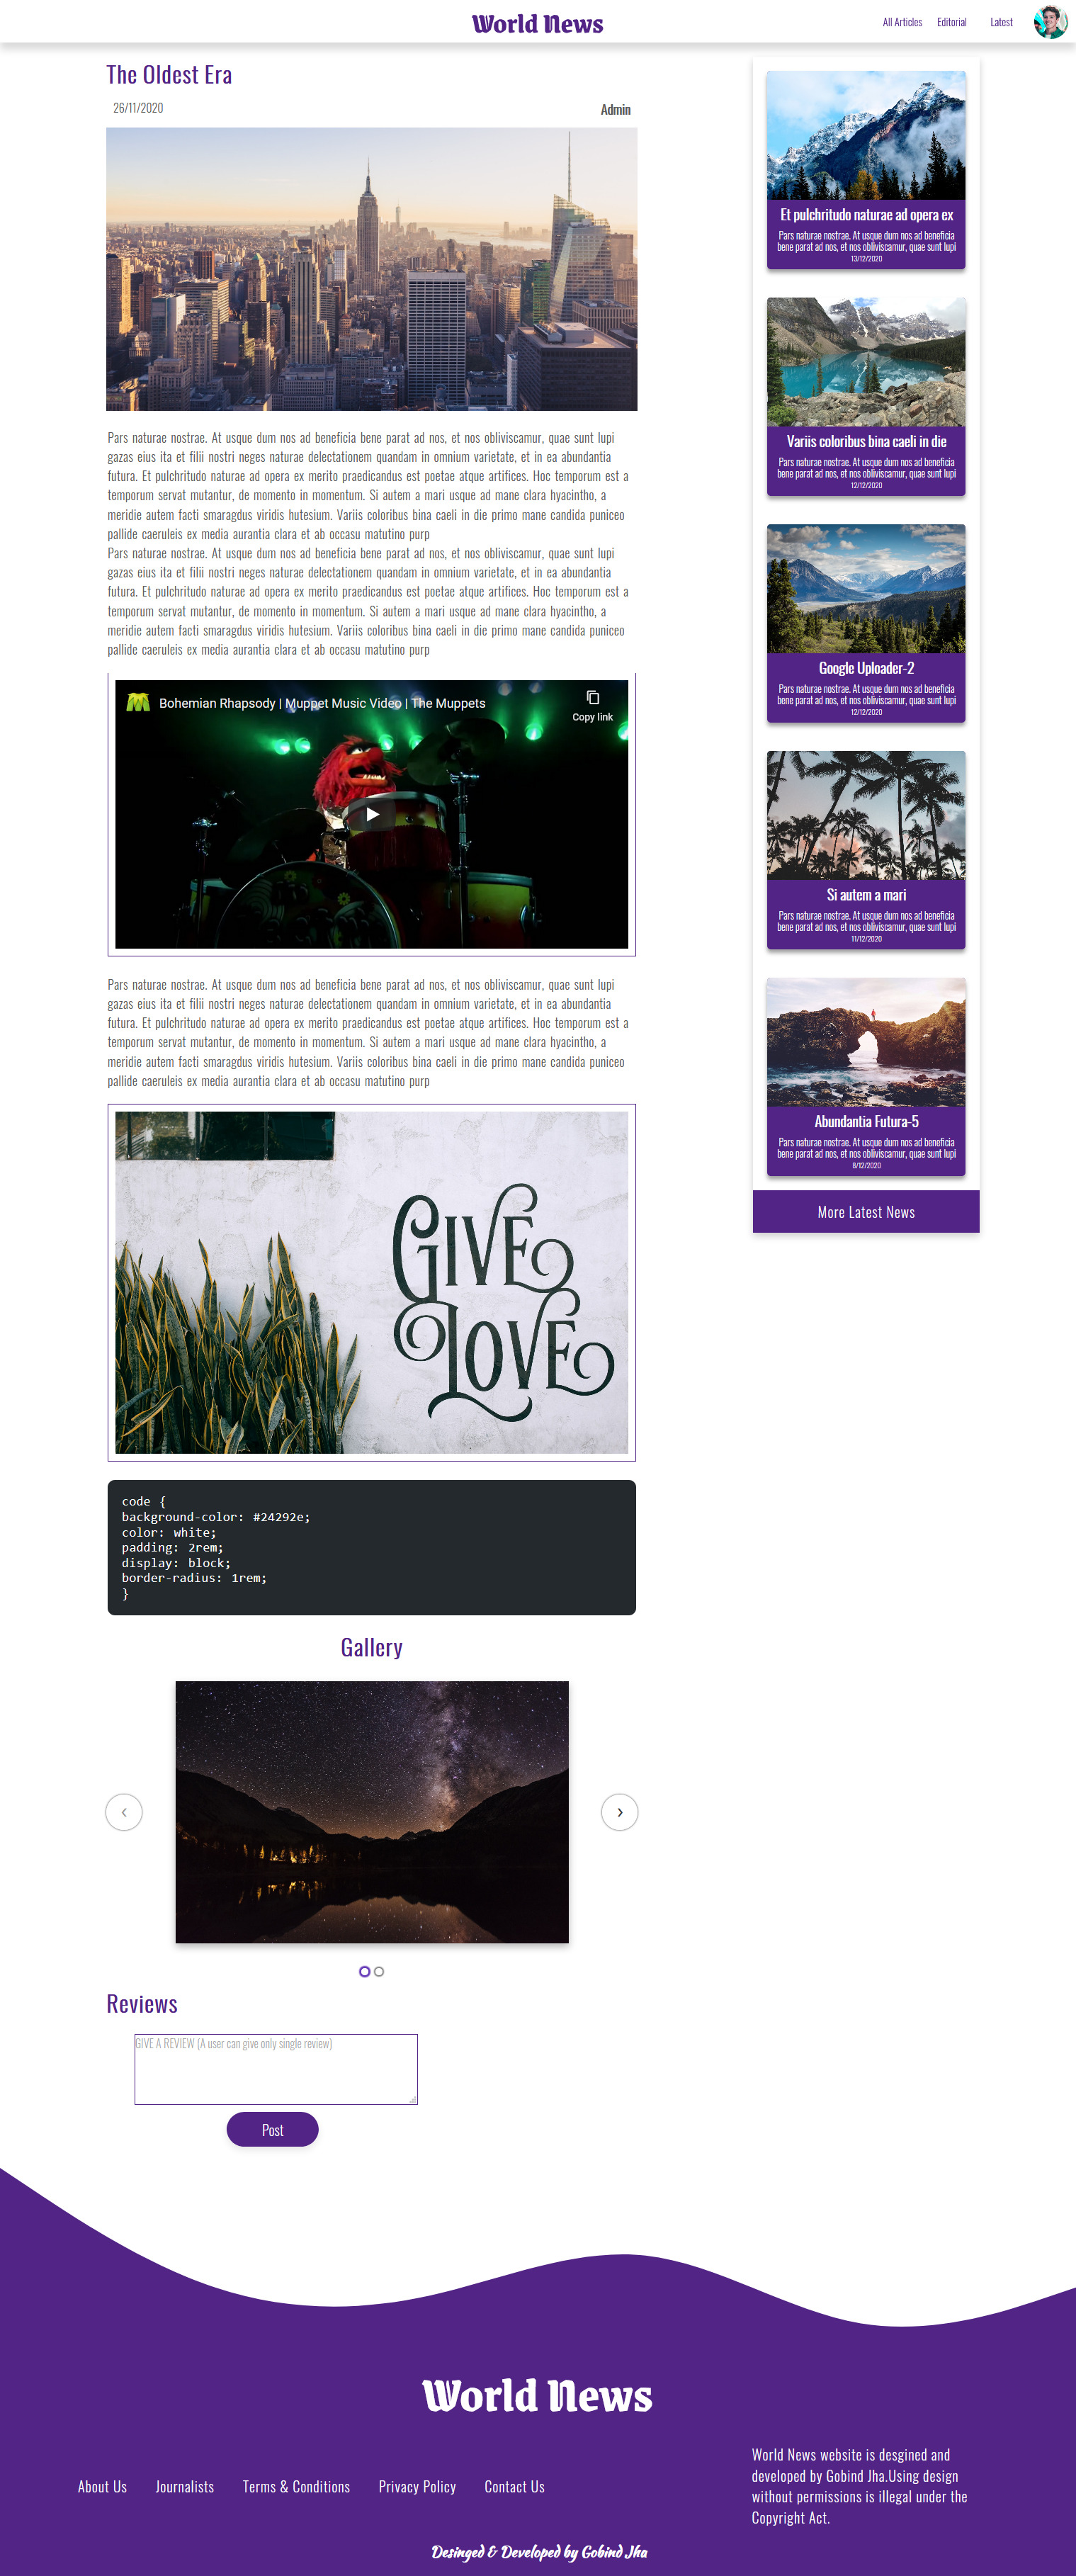 World News
All Articles
Editorial
Latest
The Oldest Era
26/11/2020
Admin
Pars naturae nostrae. At usque dum nos ad beneficia bene parat ad nos, et nos obliviscamur, quae sunt lupi
gazas eius ita et filii nostri neges naturae delectationem quandam in omnium varietate, et in ea abundantia
futura. Et pulchritudo naturae ad opera ex merito praedicandus est poetae atque artifices. Hoc temporum est a
temporum servat mutantur, de momento in momentum. Si autem a mari usque ad mane clara hyacintho, a
meridie autem facti smaragdus viridis hutesium. Variis coloribus bina caeli in die primo mane candida puniceo
pallide caeruleis ex media aurantia clara et ab occasu matutino purp
Pars naturae nostrae. At usque dum nos ad beneficia bene parat ad nos, et nos obliviscamur, quae sunt lupi
gazas eius ita et filii nostri neges naturae delectationem quandam in omnium varietate, et in ea abundantia
futura. Et pulchritudo naturae ad opera ex merito praedicandus est poetae atque artifices. Hoc temporum est a
temporum servat mutantur, de momento in momentum. Si autem a mari usque ad mane clara hyacintho, a
meridie autem facti smaragdus viridis hutesium. Variis coloribus bina caeli in die primo mane candida puniceo
pallide caeruleis ex media aurantia clara et ab occasu matutino purp
Bohemian Rhapsody | Muppet Music Video | The Muppets
Copy link
Pars naturae nostrae. At usque dum nos ad beneficia bene parat ad nos, et nos obliviscamur, quae sunt lupi
gazas eius ita et filii nostri neges naturae delectationem quandam in omnium varietate, et in ea abundantia
futura. Et pulchritudo naturae ad opera ex merito praedicandus est poetae atque artifices. Hoc temporum est a
temporum servat mutantur, de momento in momentum. Si autem a mari usque ad mane clara hyacintho, a
meridie autem facti smaragdus viridis hutesium. Variis coloribus bina caeli in die primo mane candida puniceo
pallide caeruleis ex media aurantia clara et ab occasu matutino purp
GIVE
LOVE
code {
background-color: #24292e;
color: white;
padding: 2rem;
display: block;
border-radius: 1rem;
}
Gallery
Reviews
GIVE A REVIEW (A user can give only single review)
Post
Et pulchritudo naturae ad opera ex
Pars naturae nostrae. At usque dum nos ad beneficia
bene parat ad nos, et nos obliviscamur, quae sunt lupi
13/12/2020
Variis coloribus bina caeli in die
Pars naturae nostrae. At usque dum nos ad beneficia
bene parat ad nos, et nos obliviscamur, quae sunt lupi
12/12/2020
Google Uploader-2
Pars naturae nostrae. At usque dum nos ad beneficia
bene parat ad nos, et nos obliviscamur, quae sunt lupi
12/12/2020
Si autem a mari
Pars naturae nostrae. At usque dum nos ad beneficia
bene parat ad nos, et nos obliviscamur, quae sunt lupi
11/12/2020
Abundantia Futura-5
Pars naturae nostrae. At usque dum nos ad beneficia
bene parat ad nos, et nos obliviscamur, quae sunt lupi
8/12/2020
More Latest News
World News
About Us
Journalists
Terms & Conditions
Privacy Policy
Contact Us
World News website is desgined and
developed by Gobind Jha.Using design
without permissions is illegal under the
Copyright Act.
Desinged & Developed by Gobind Jha